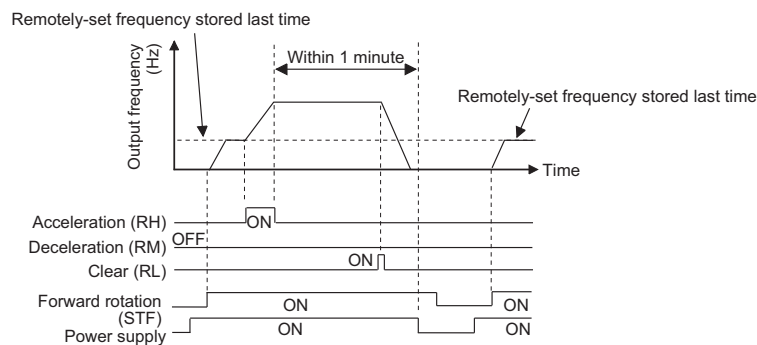 Remotely-set frequency stored last time
Output frequency
(Hz)
Within 1 minute
Remotely-set frequency stored last time
Time
Acceleration (RH)
ON
Deceleration (RM)
OFF
Clear (RL)
ON
Forward rotation
(STF)
ON
ON
Power supply
ON
ON